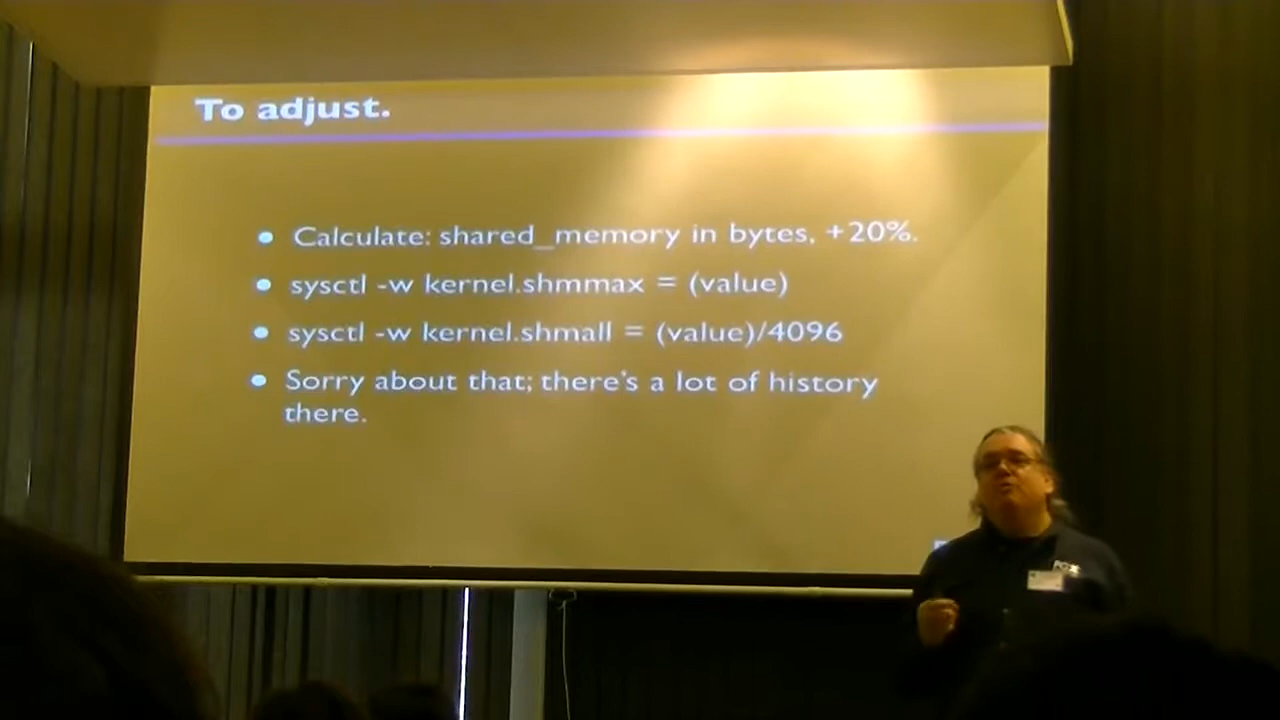 To adjust.
Calculate: shared_memory in bytes, +20%.
sysctl -w kernel.shmmax = (value)
sysctl -w kernel.shmall = (value)/4096
Sorry about that; there's a lot of history
there.